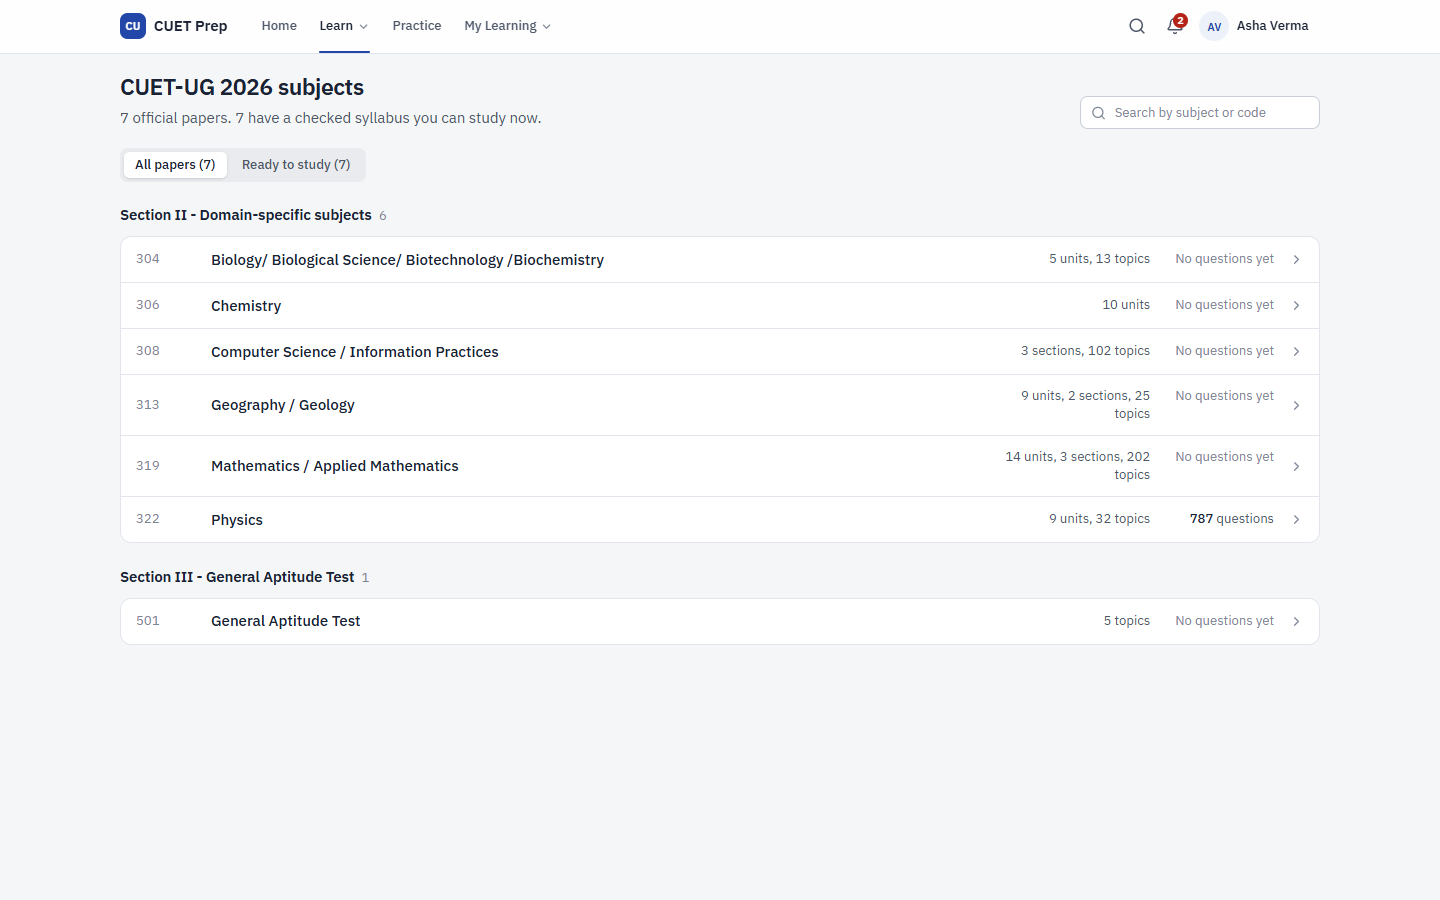 CU CUET Prep Home Learn Practice My Learning 2 AV Asha Verma
CUET-UG 2026 subjects
7 official papers. 7 have a checked syllabus you can study now.
Search by subject or code
All papers (7) Ready to study (7)
Section II - Domain-specific subjects 6
304 Biology/ Biological Science/ Biotechnology /Biochemistry 5 units, 13 topics No questions yet
306 Chemistry 10 units No questions yet
308 Computer Science / Information Practices 3 sections, 102 topics No questions yet
313 Geography / Geology 9 units, 2 sections, 25 No questions yet
topics
319 Mathematics / Applied Mathematics 14 units, 3 sections, 202 No questions yet
topics
322 Physics 9 units, 32 topics 787 questions
Section III - General Aptitude Test 1
501 General Aptitude Test 5 topics No questions yet